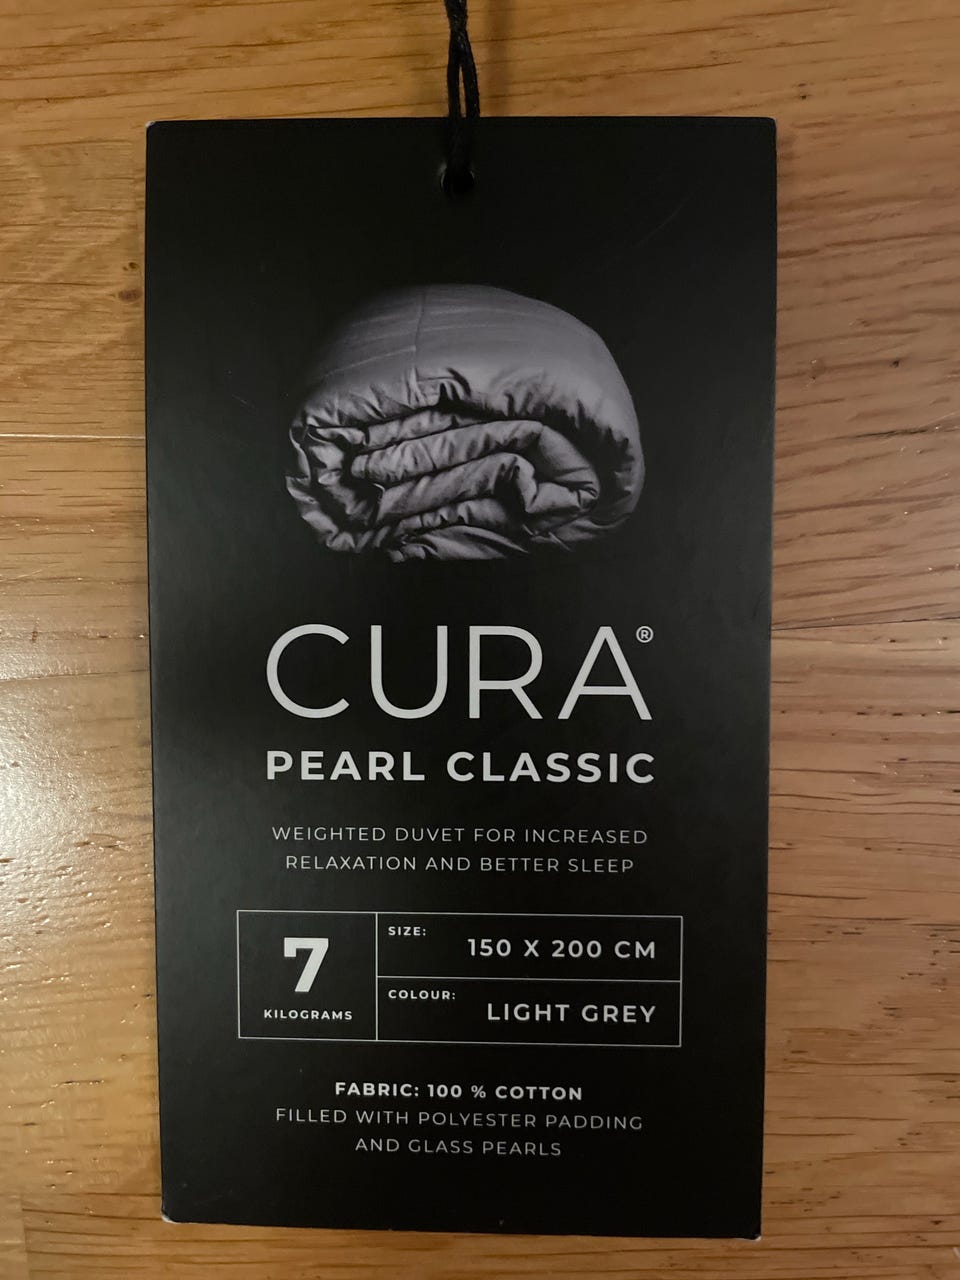 CURA®
PEARL CLASSIC
WEIGHTED DUVET FOR INCREASED
RELAXATION AND BETTER SLEEP
7
KILOGRAMS
SIZE:
150 X 200 CM
COLOUR:
LIGHT GREY
FABRIC: 100 % COTTON
FILLED WITH POLYESTER PADDING
AND GLASS PEARLS